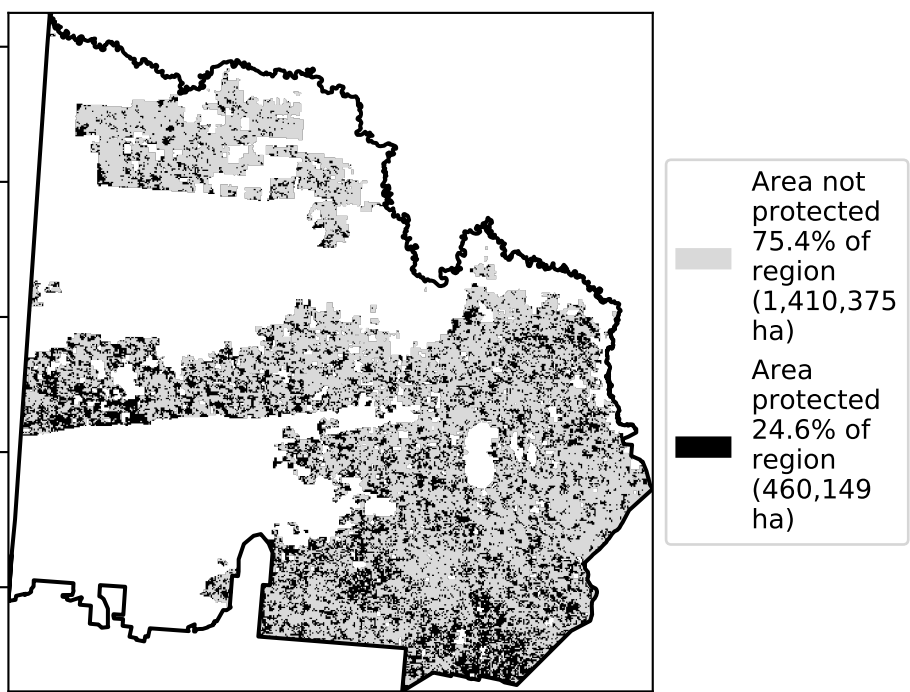 Area not
protected
75.4% of
region
(1,410,375
ha)
Area
protected
24.6% of
region
(460,149
ha)